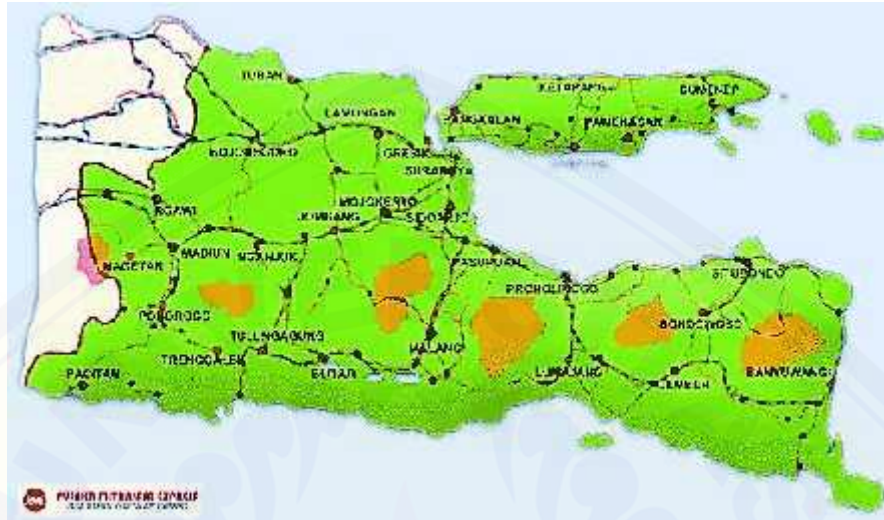 TUBAN
LAMONGAN
BOJONEGORO
GRESIK
SURABAYA
BANGKALAN
KETAPANG
SUMENEP
PAMEKASAN
NGAWI
MOJOKERTO
JOMBANG
SIDOARJO
MAGETAN
MADIUN
NGANJUK
PASURUAN
PROBOLINGGO
SITUBONDO
PONOROGO
TULUNGAGUNG
BONDOWOSO
TRENGGALEK
MALANG
PACITAN
BLITAR
LUMAJANG
JEMBER
BANYUWANGI